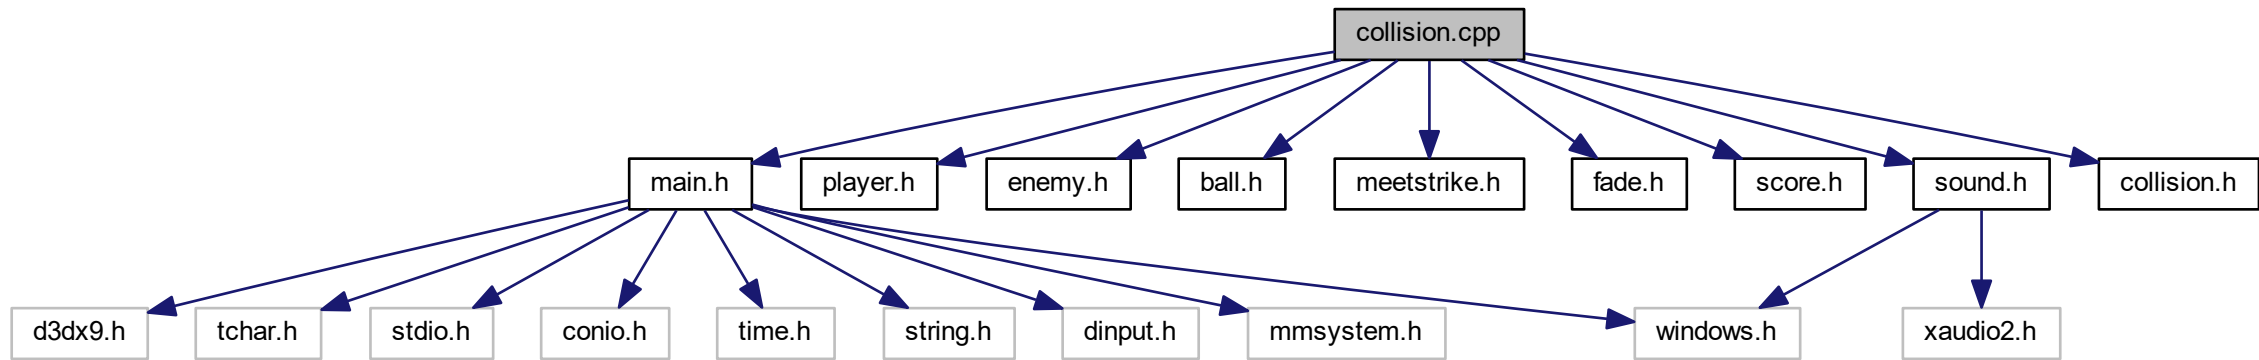 collision.cpp
main.h
player.h
enemy.h
ball.h
meetstrike.h
fade.h
score.h
sound.h
collision.h
d3dx9.h
tchar.h
stdio.h
conio.h
time.h
string.h
dinput.h
mmsystem.h
windows.h
xaudio2.h